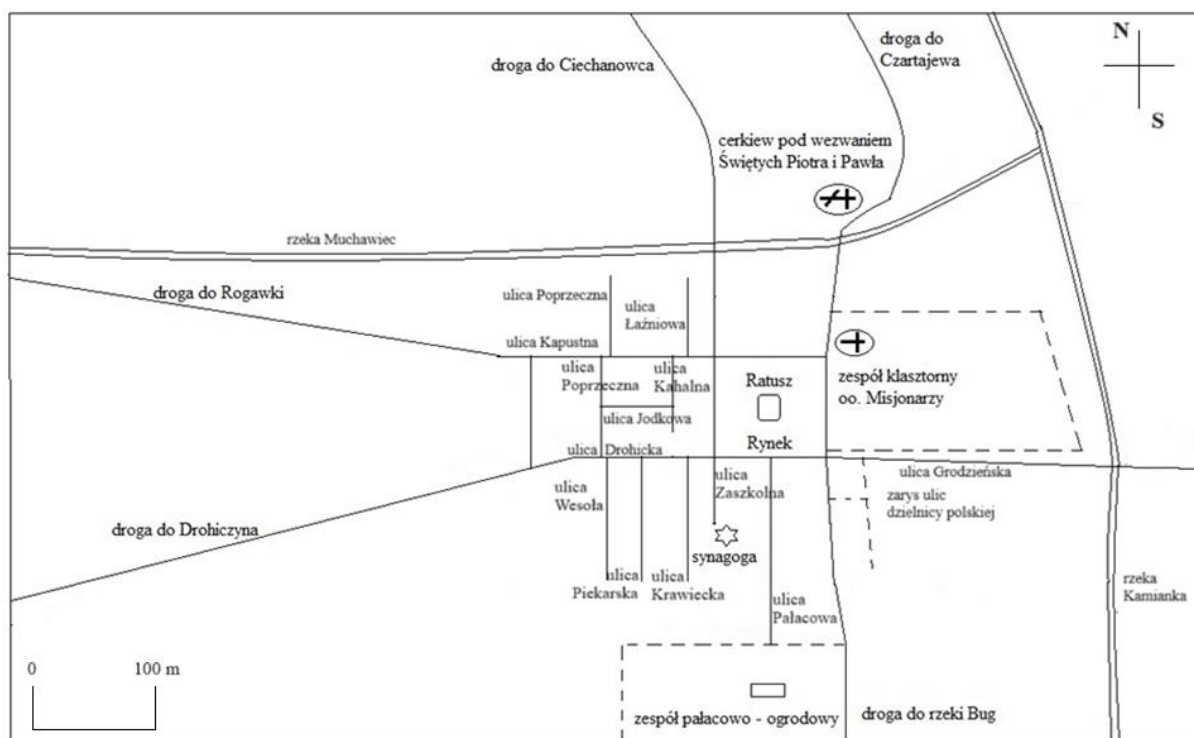 droga do Ciechanowca
droga do
Czartajewa
N
S
cerkiew pod wezwaniem
Świętych Piotra i Pawła
rzeka Muchawiec
droga do Rogawki
ulica Poprzeczna
ulica
Łaźniowa
ulica Kapustna
ulica
Poprzeczna
ulica
Kahalna
Ratusz
zespół klasztorny
oo. Misjonarzy
ulica Jodkowa
ulica Drohicka
Rynek
ulica Grodzieńska
ulica
Wesoła
ulica
Zaszkolna
zarys ulic
dzielnicy polskiej
droga do Drohiczyna
synagoga
ulica
Piekarska
ulica
Krawiecka
ulica
Pałacowa
rzeka
Kamianka
0 100 m
zespół pałacowo - ogrodowy
droga do rzeki Bug